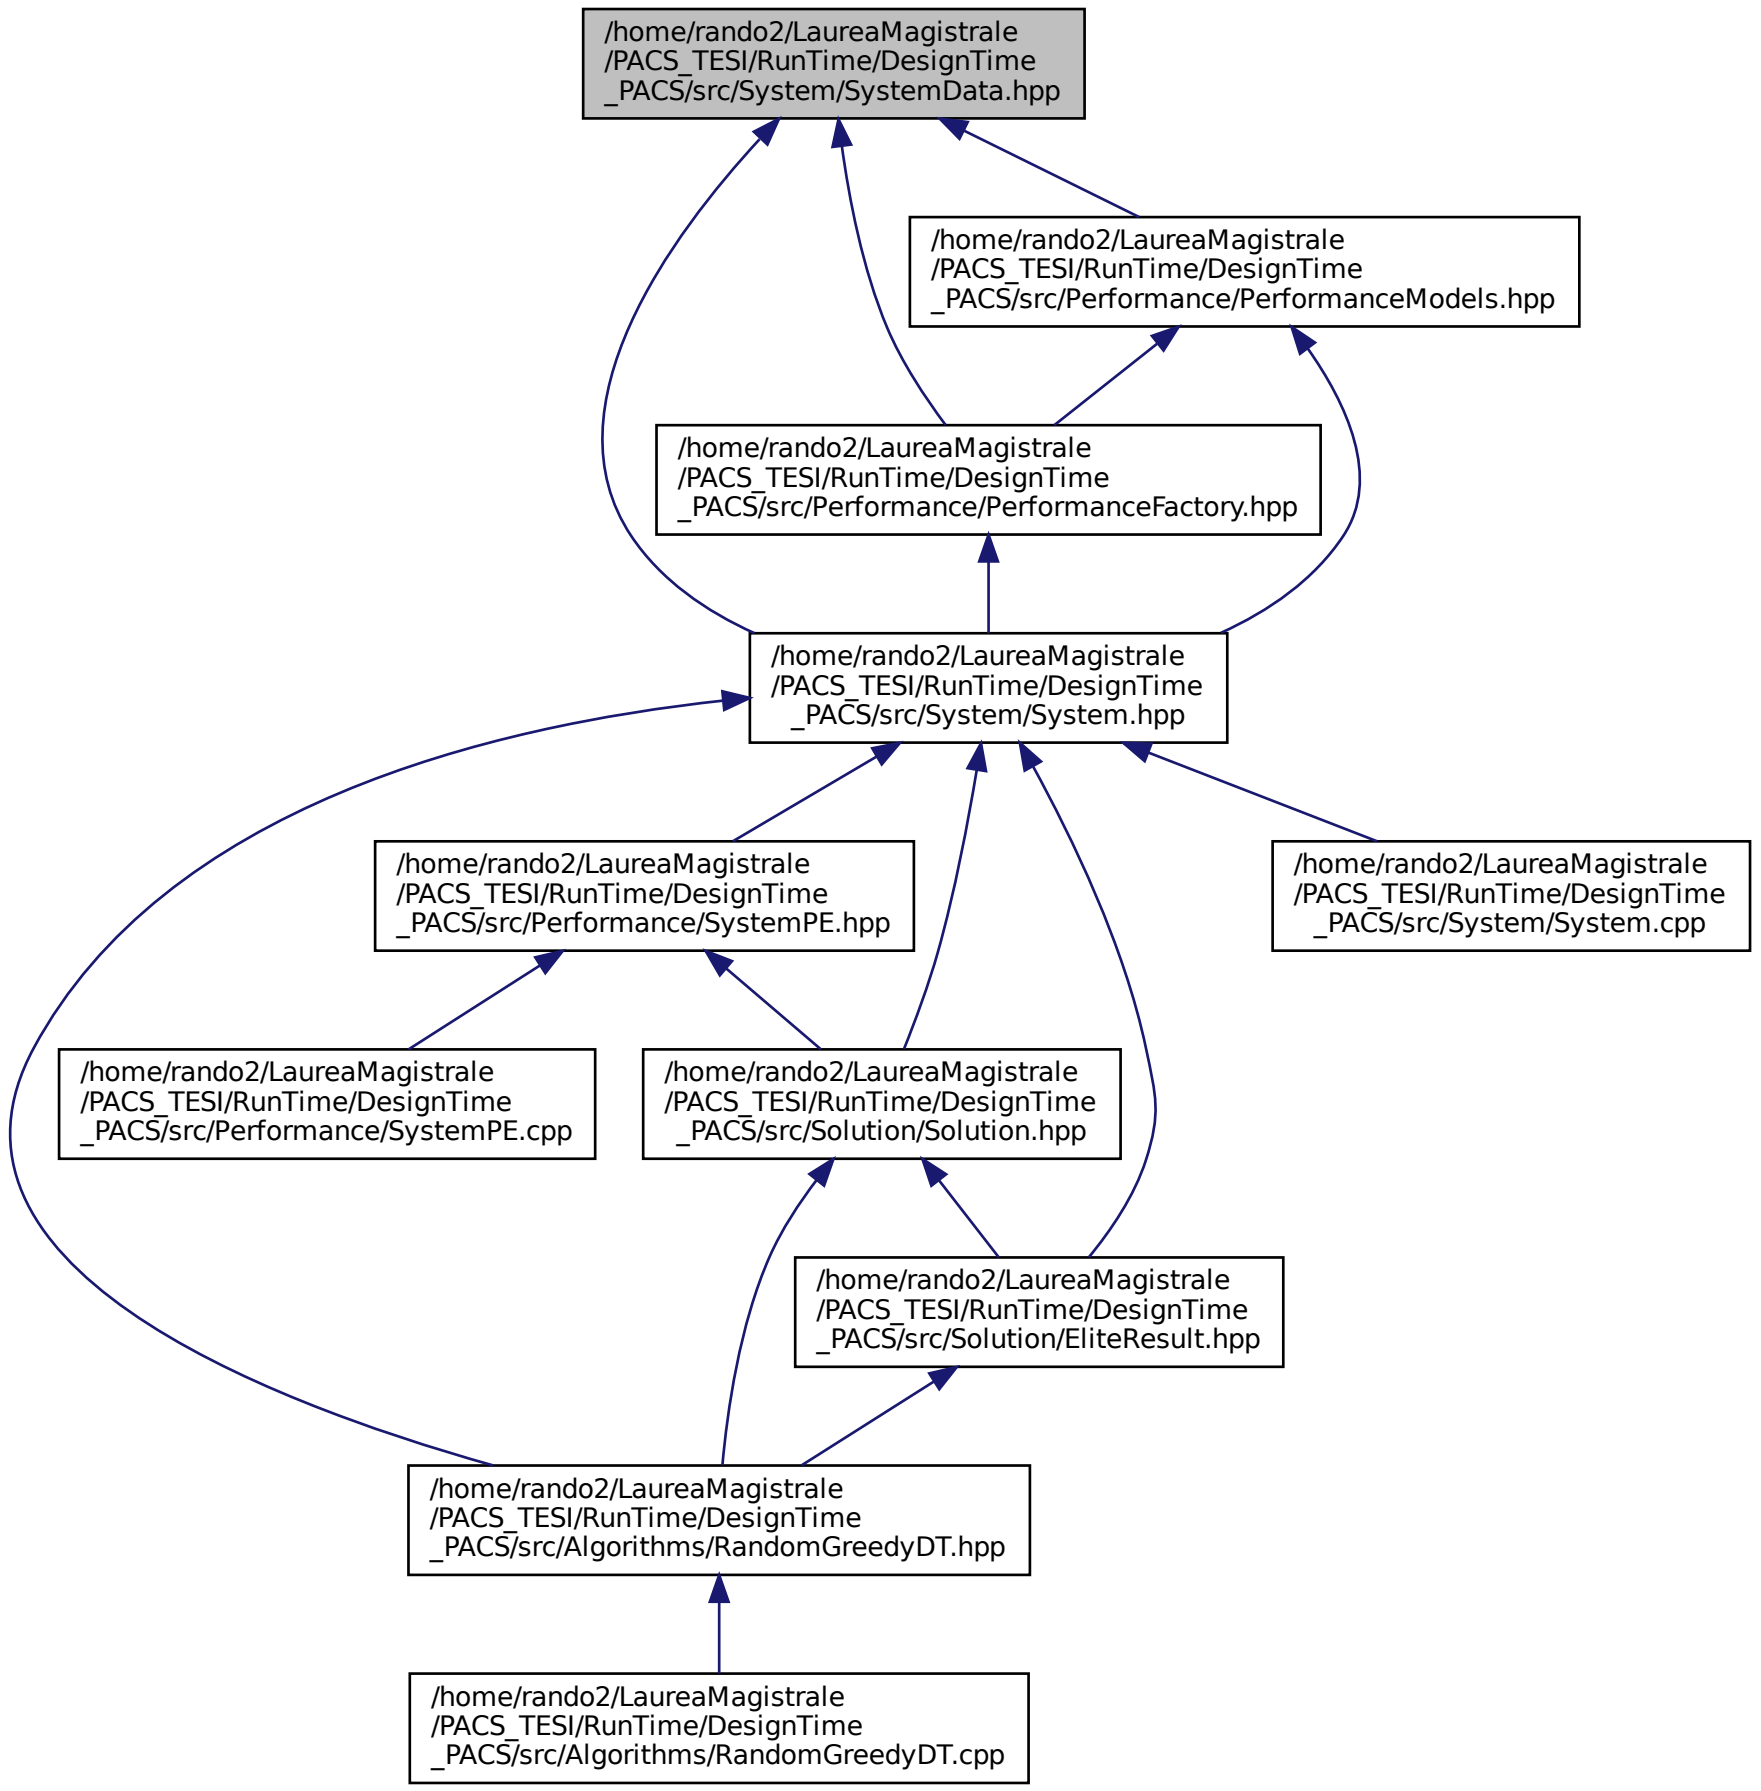 /home/rando2/LaureaMagistrale
/PACS_TESI/RunTime/DesignTime
_PACS/src/System/SystemData.hpp
/home/rando2/LaureaMagistrale
/PACS_TESI/RunTime/DesignTime
_PACS/src/Performance/PerformanceModels.hpp
/home/rando2/LaureaMagistrale
/PACS_TESI/RunTime/DesignTime
_PACS/src/Performance/PerformanceFactory.hpp
/home/rando2/LaureaMagistrale
/PACS_TESI/RunTime/DesignTime
_PACS/src/System/System.hpp
/home/rando2/LaureaMagistrale
/PACS_TESI/RunTime/DesignTime
_PACS/src/Performance/SystemPE.hpp
/home/rando2/LaureaMagistrale
/PACS_TESI/RunTime/DesignTime
_PACS/src/System/System.cpp
/home/rando2/LaureaMagistrale
/PACS_TESI/RunTime/DesignTime
_PACS/src/Performance/SystemPE.cpp
/home/rando2/LaureaMagistrale
/PACS_TESI/RunTime/DesignTime
_PACS/src/Solution/Solution.hpp
/home/rando2/LaureaMagistrale
/PACS_TESI/RunTime/DesignTime
_PACS/src/Solution/EliteResult.hpp
/home/rando2/LaureaMagistrale
/PACS_TESI/RunTime/DesignTime
_PACS/src/Algorithms/RandomGreedyDT.hpp
/home/rando2/LaureaMagistrale
/PACS_TESI/RunTime/DesignTime
_PACS/src/Algorithms/RandomGreedyDT.cpp